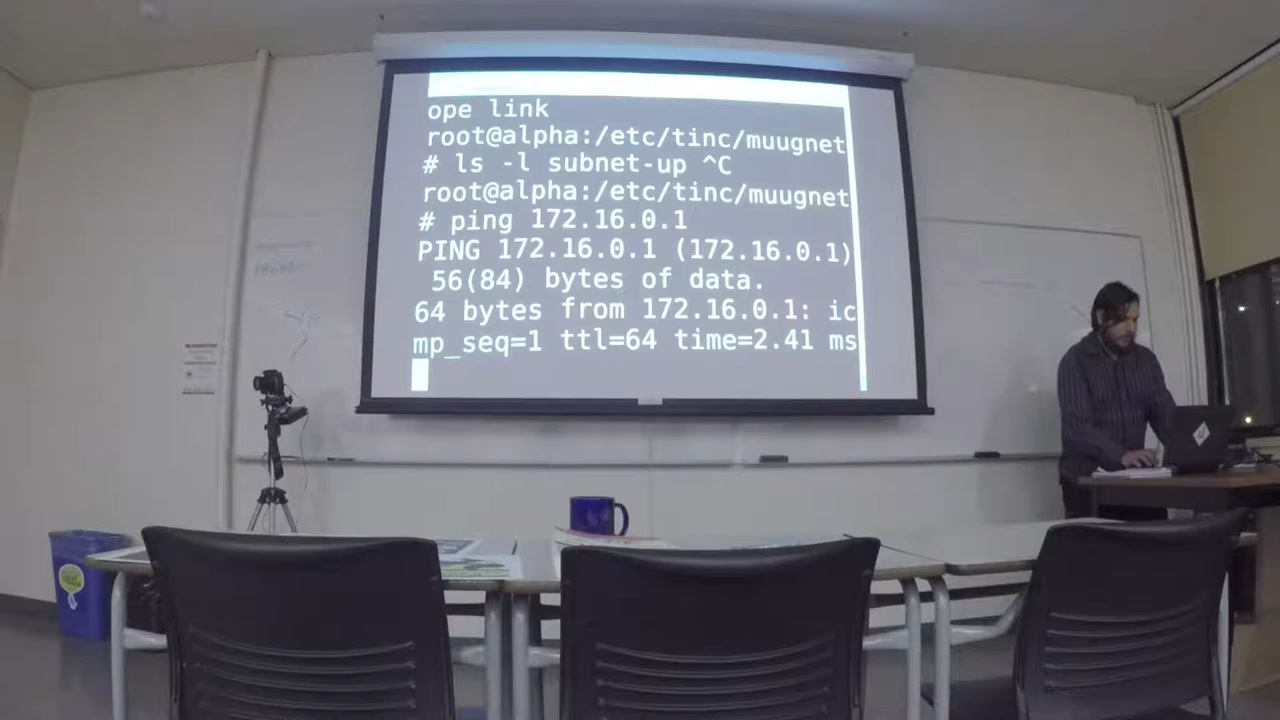 ope link
root@alpha:/etc/tinc/muugnet
# ls -l subnet-up ^C
root@alpha:/etc/tinc/muugnet
# ping 172.16.0.1
PING 172.16.0.1 (172.16.0.1)
56(84) bytes of data.
64 bytes from 172.16.0.1: ic
mp_seq=1 ttl=64 time=2.41 ms